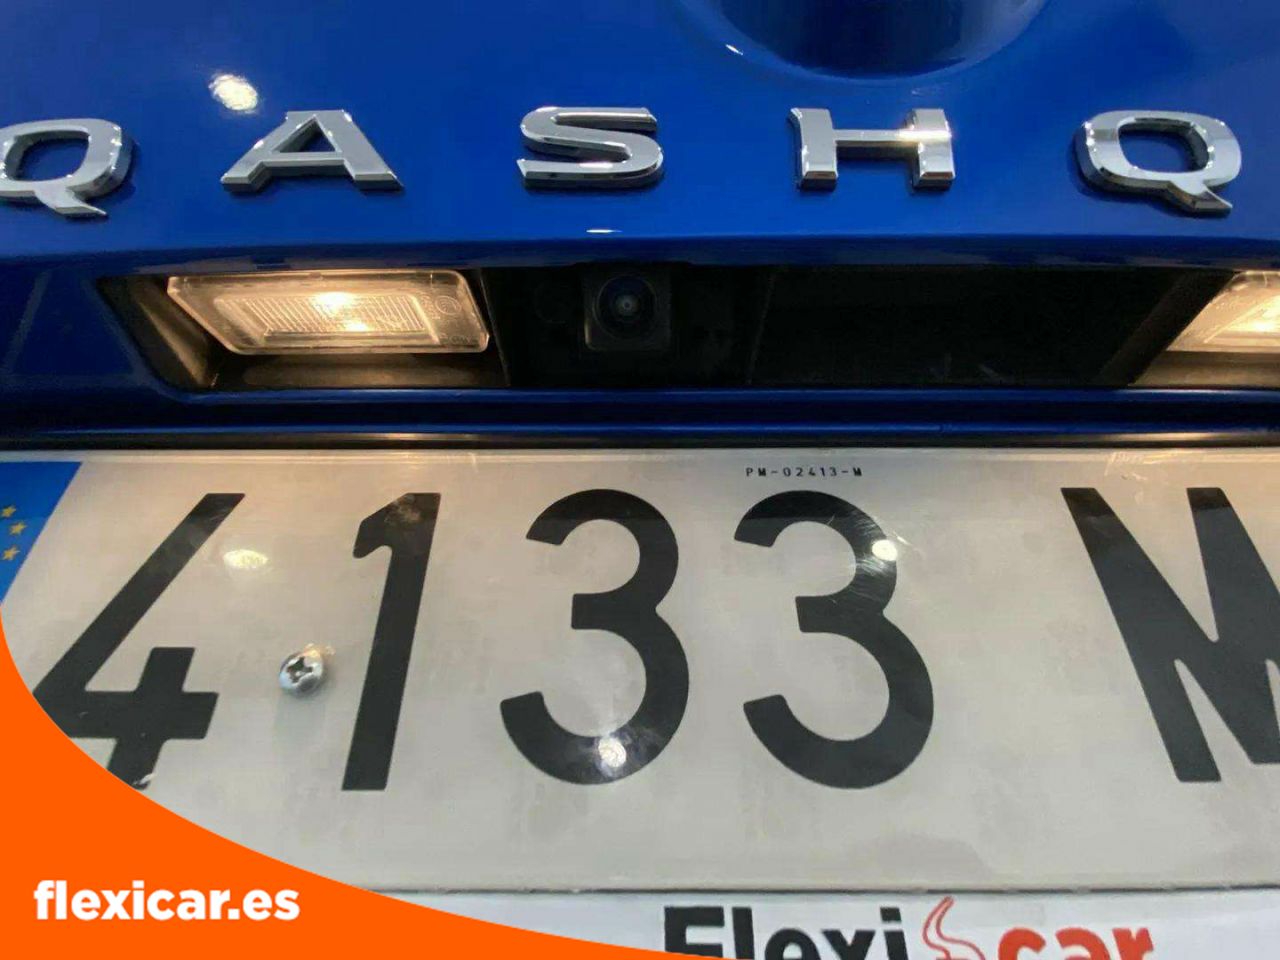 QASHQ
PM-02413-M
4133 M
flexicar.es
Flexicar